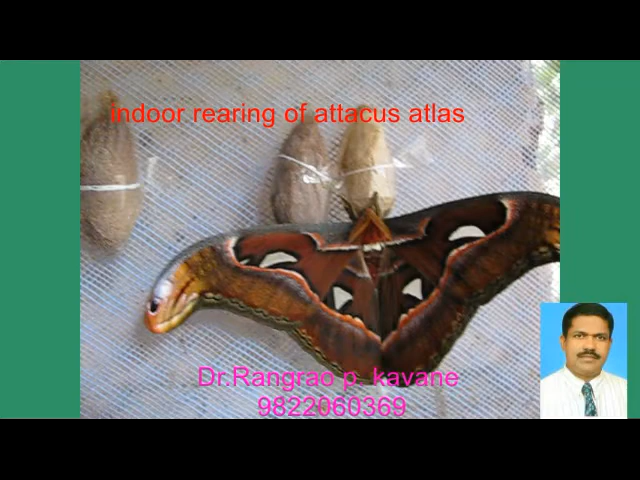 indoor rearing of attacus atlas
Dr.Rangrao p. kavane
9822060369